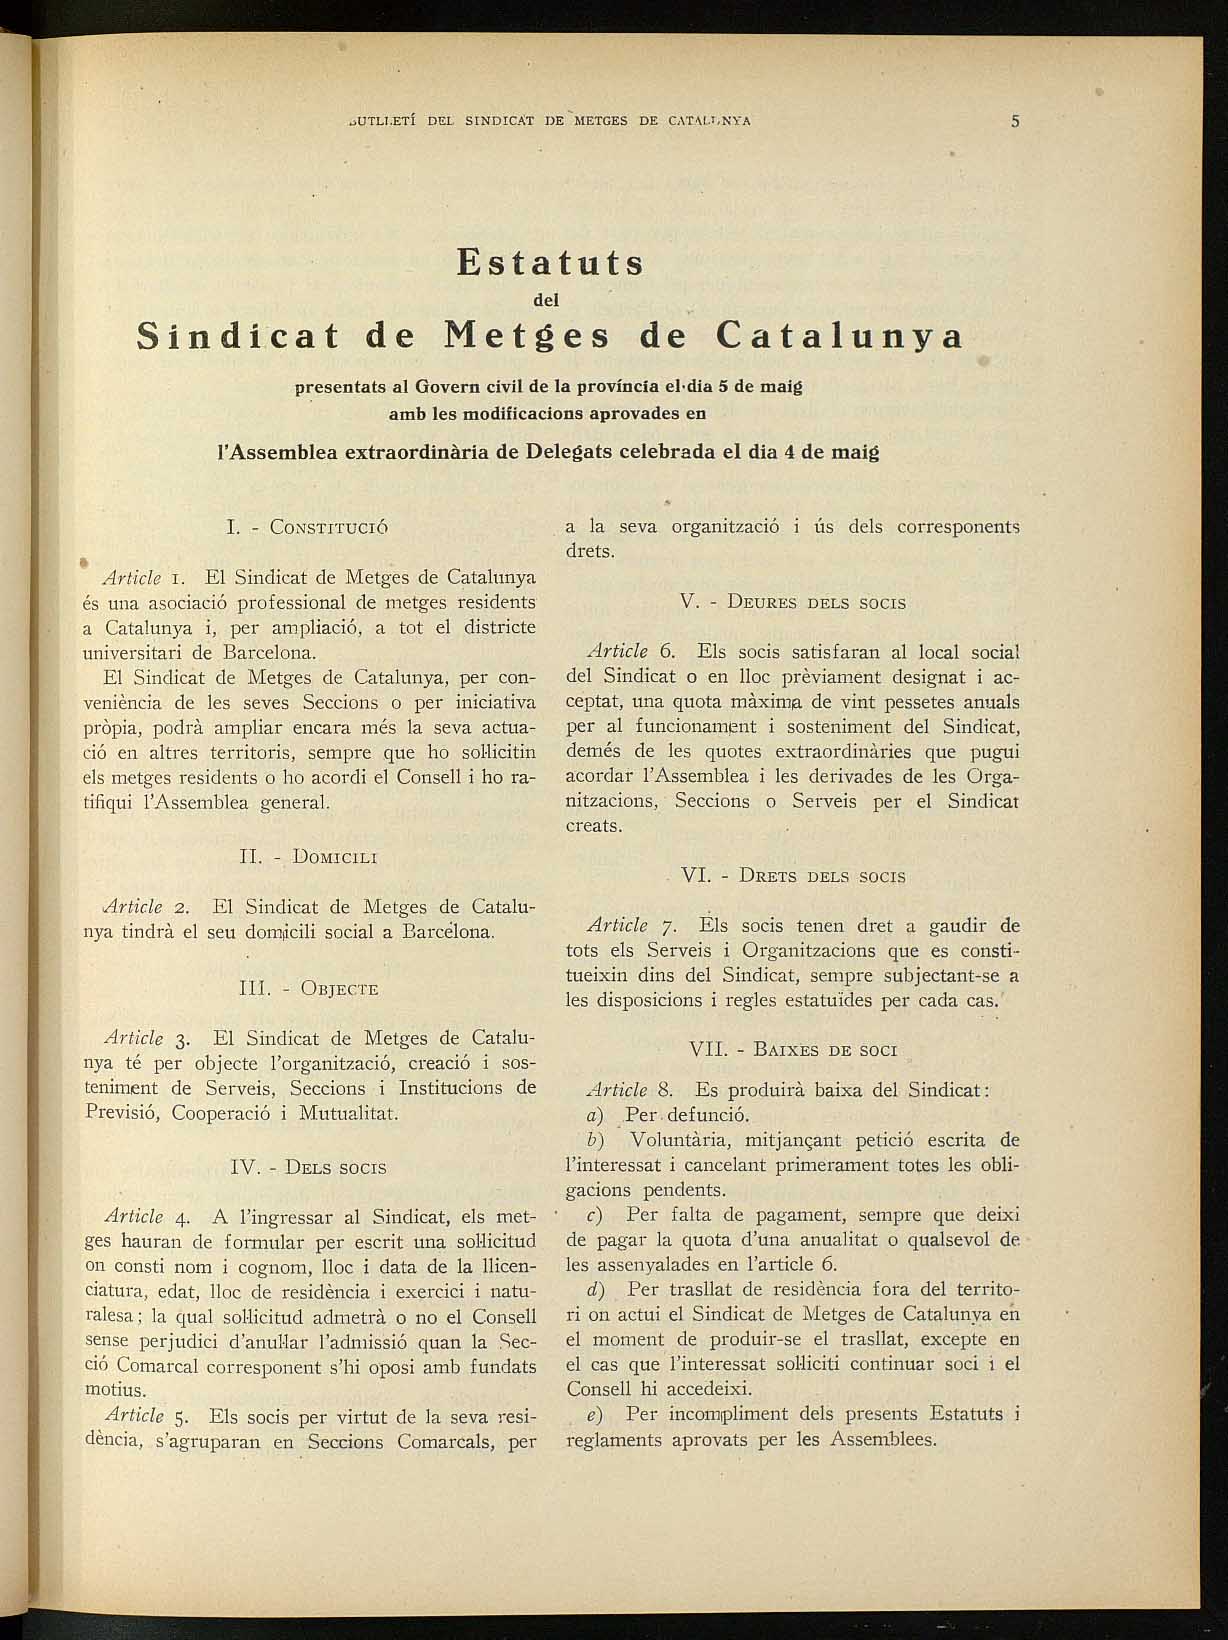 BUTLLETÍ DEL SINDICAT DE METGES DE CATALUNYA 5
Estatuts
del
Sindicat de Metges de Catalunya
presentats al Govern civil de la província el dia 5 de maig
amb les modificacions aprovades en
l'Assemblea extraordinària de Delegats celebrada el dia 4 de maig
I. - CONSTITUCIÓ
Article 1. El Sindicat de Metges de Catalunya
és una asociació professional de metges residents
a Catalunya i, per ampliació, a tot el districte
universitari de Barcelona.
El Sindicat de Metges de Catalunya, per con-
veniència de les seves Seccions o per iniciativa
pròpia, podrà ampliar encara més la seva actua-
ció en altres territoris, sempre que ho sol·licitin
els metges residents o ho acordi el Consell i ho ra-
tifiqui l'Assemblea general.
II. - DOMICILI
Article 2. El Sindicat de Metges de Catalu-
nya tindrà el seu domicili social a Barcelona.
III. - OBJECTE
Article 3. El Sindicat de Metges de Catalu-
nya té per objecte l'organització, creació i sos-
teniment de Serveis, Seccions i Institucions de
Previsió, Cooperació i Mutualitat.
IV. - DELS SOCIS
Article 4. A l'ingressar al Sindicat, els met-
ges hauran de formular per escrit una sol·licitud
on consti nom i cognom, lloc i data de la llicen-
ciatura, edat, lloc de residència i exercici i natu-
ralesa; la qual sol·licitud admetrà o no el Consell
sense perjudici d'anul·lar l'admissió quan la Sec-
ció Comarcal corresponent s'hi oposi amb fundats
motius.
Article 5. Els socis per virtut de la seva resi-
dència, s'agruparan en Seccions Comarcals, per
a la seva organització i ús dels corresponents
drets.
V. - DEURES DELS SOCIS
Article 6. Els socis satisfaran al local social
del Sindicat o en lloc prèviament designat i ac-
ceptat, una quota màxima de vint pessetes anuals
per al funcionament i sosteniment del Sindicat,
demés de les quotes extraordinàries que pugui
acordar l'Assemblea i les derivades de les Orga-
nitzacions, Seccions o Serveis per el Sindicat
creats.
VI. - DRETS DELS SOCIS
Article 7. Els socis tenen dret a gaudir de
tots els Serveis i Organitzacions que es consti-
tueixin dins del Sindicat, sempre subjectant-se a
les disposicions i regles estatuïdes per cada cas.
VII. - BAIXES DE SOCI
Article 8. Es produirà baixa del Sindicat:
a) Per defunció.
b) Voluntària, mitjançant petició escrita de
l'interessat i cancelant primerament totes les obli-
gacions pendents.
c) Per falta de pagament, sempre que deixi
de pagar la quota d'una anualitat o qualsevol de
les assenyalades en l'article 6.
d) Per trasllat de residència fora del territo-
ri on actui el Sindicat de Metges de Catalunya en
el moment de produir-se el trasllat, excepte en
el cas que l'interessat sol·liciti continuar soci i el
Consell hi accedeixi.
e) Per incompliment dels presents Estatuts i
reglaments aprovats per les Assemblees.